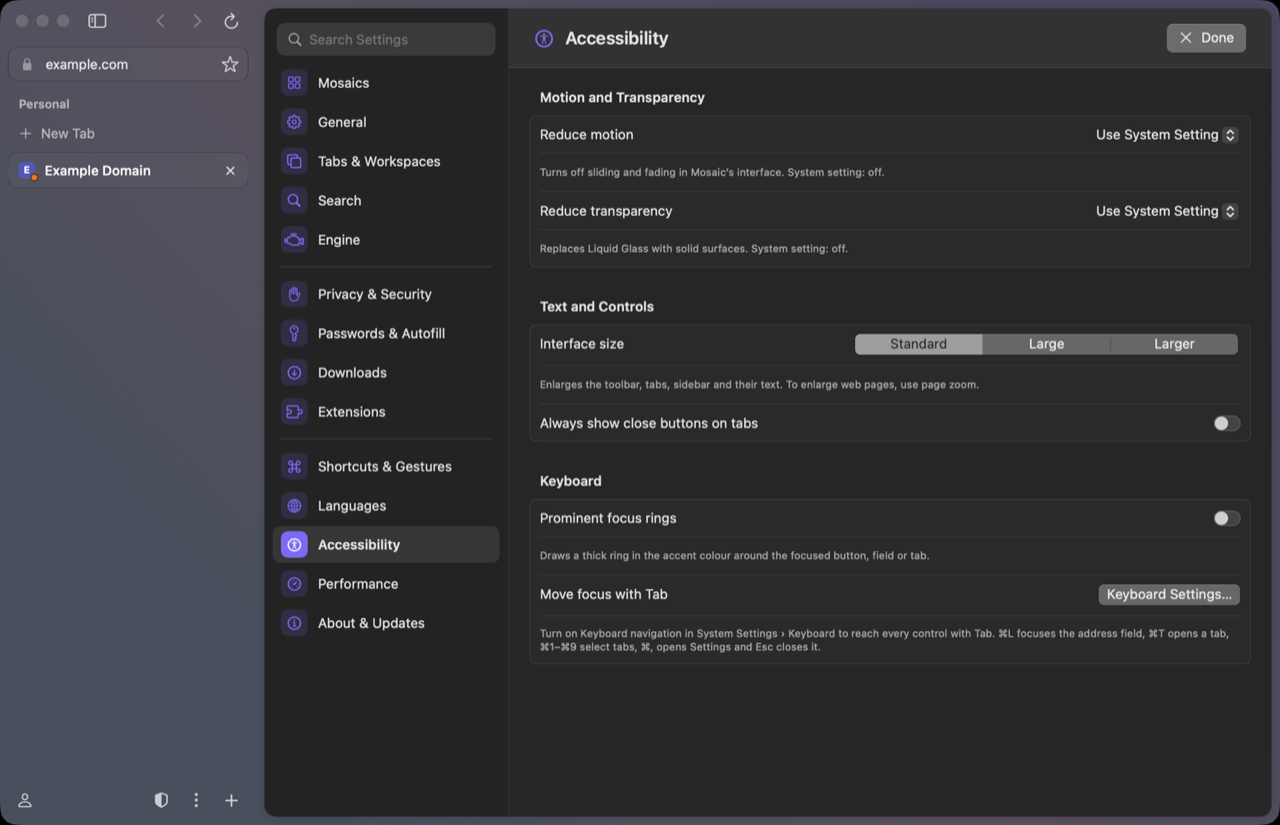 example.com
Personal
New Tab
E
Example Domain
Search Settings
Mosaics
General
Tabs & Workspaces
Search
Engine
Privacy & Security
Passwords & Autofill
Downloads
Extensions
Shortcuts & Gestures
Languages
Accessibility
Performance
About & Updates
Accessibility
Done
Motion and Transparency
Reduce motion
Use System Setting
Turns off sliding and fading in Mosaic's interface. System setting: off.
Reduce transparency
Use System Setting
Replaces Liquid Glass with solid surfaces. System setting: off.
Text and Controls
Interface size
Standard
Large
Larger
Enlarges the toolbar, tabs, sidebar and their text. To enlarge web pages, use page zoom.
Always show close buttons on tabs
Keyboard
Prominent focus rings
Draws a thick ring in the accent colour around the focused button, field or tab.
Move focus with Tab
Keyboard Settings...
Turn on Keyboard navigation in System Settings › Keyboard to reach every control with Tab. ⌘L focuses the address field, ⌘T opens a tab,
⌘1–⌘9 select tabs, ⌘, opens Settings and Esc closes it.